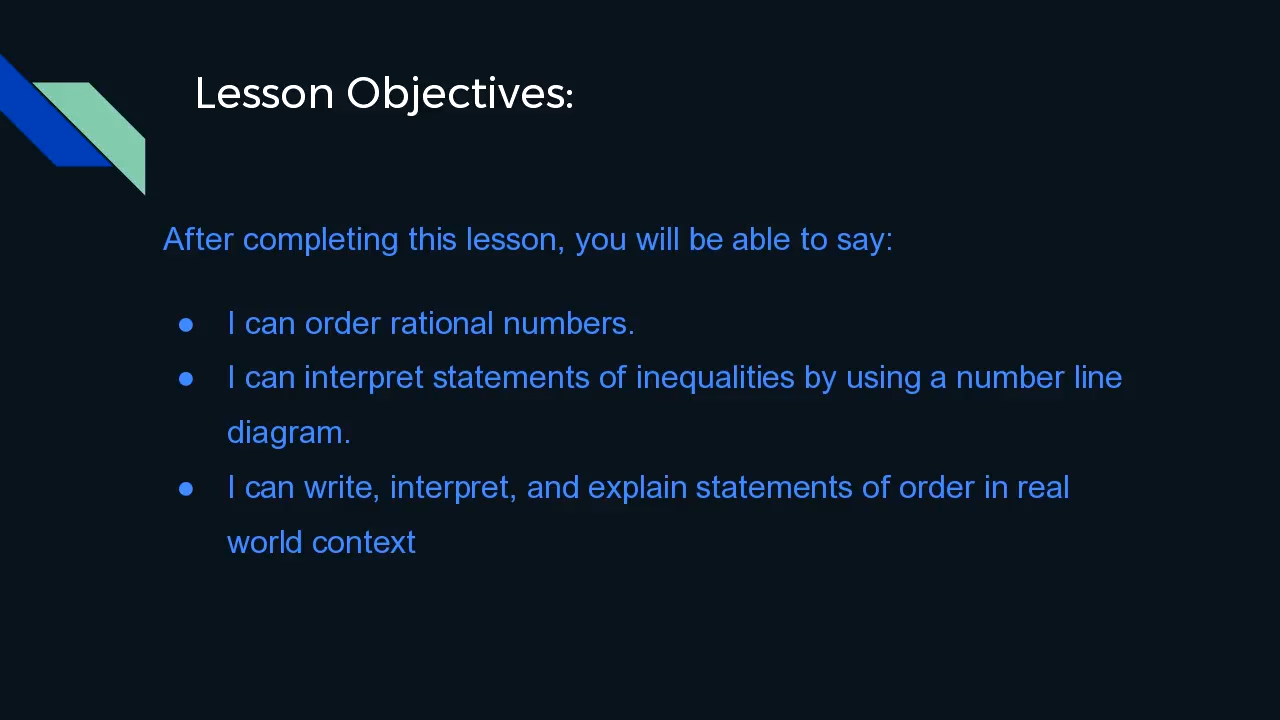 Lesson Objectives:
After completing this lesson, you will be able to say:
● I can order rational numbers.
● I can interpret statements of inequalities by using a number line
diagram.
● I can write, interpret, and explain statements of order in real
world context